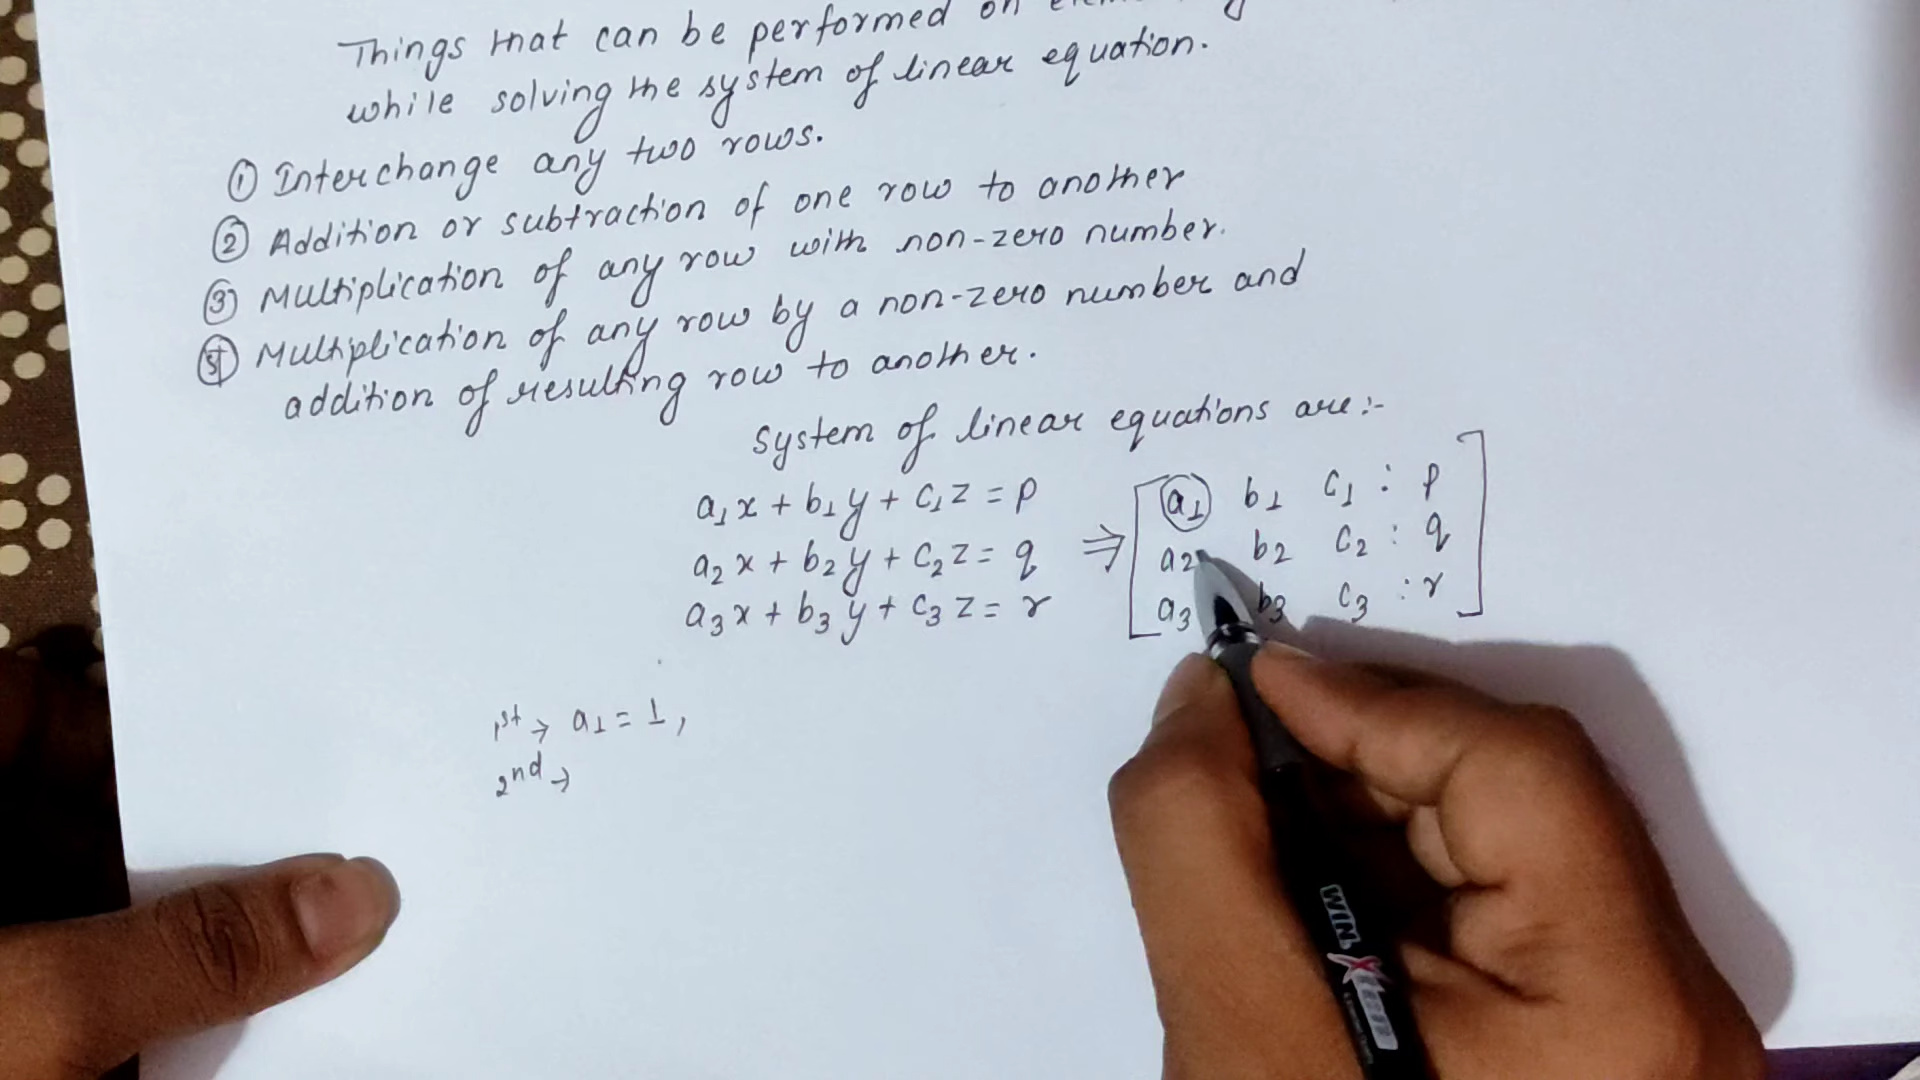 Things that can be performed on
while solving the system of linear equation.
① Interchange any two rows.
② Addition or subtraction of one row to another
③ Multiplication of any row with non-zero number.
Multiplication of any row by a non-zero number and
addition of resulting row to another.
System of linear equations are :-
a₁x + b₁y + c₁z = p ⇒ [a₁ b₁ c₁ : p
a₂x + b₂y + c₂z = q a₂ b₂ c₂ : q
a₃x + b₃y + c₃z = r a₃ b₃ c₃ : r]
1st → a₁ = 1,
2nd →
WIN